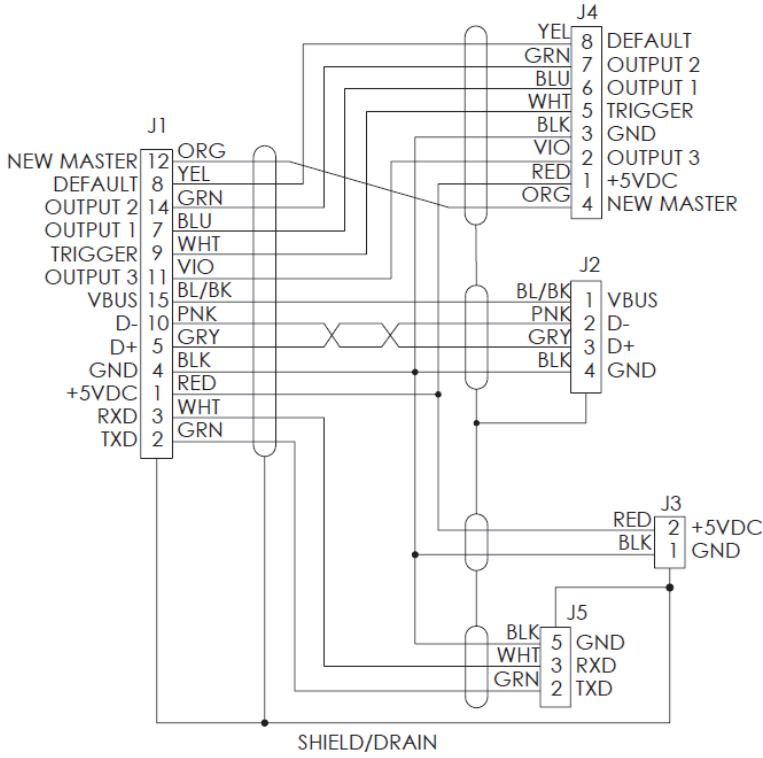 J4
YEL 8 DEFAULT
GRN 7 OUTPUT 2
BLU 6 OUTPUT 1
WHT 5 TRIGGER
BLK 3 GND
VIO 2 OUTPUT 3
RED 1 +5VDC
ORG 4 NEW MASTER
J1
NEW MASTER 12 ORG
DEFAULT 8 YEL
OUTPUT 2 14 GRN
OUTPUT 1 7 BLU
TRIGGER 9 WHT
OUTPUT 3 11 VIO
VBUS 15 BL/BK
D- 10 PNK
D+ 5 GRY
GND 4 BLK
+5VDC 1 RED
RXD 3 WHT
TXD 2 GRN
J2
BL/BK 1 VBUS
PNK 2 D-
GRY 3 D+
BLK 4 GND
J3
RED 2 +5VDC
BLK 1 GND
J5
BLK 5 GND
WHT 3 RXD
GRN 2 TXD
SHIELD/DRAIN